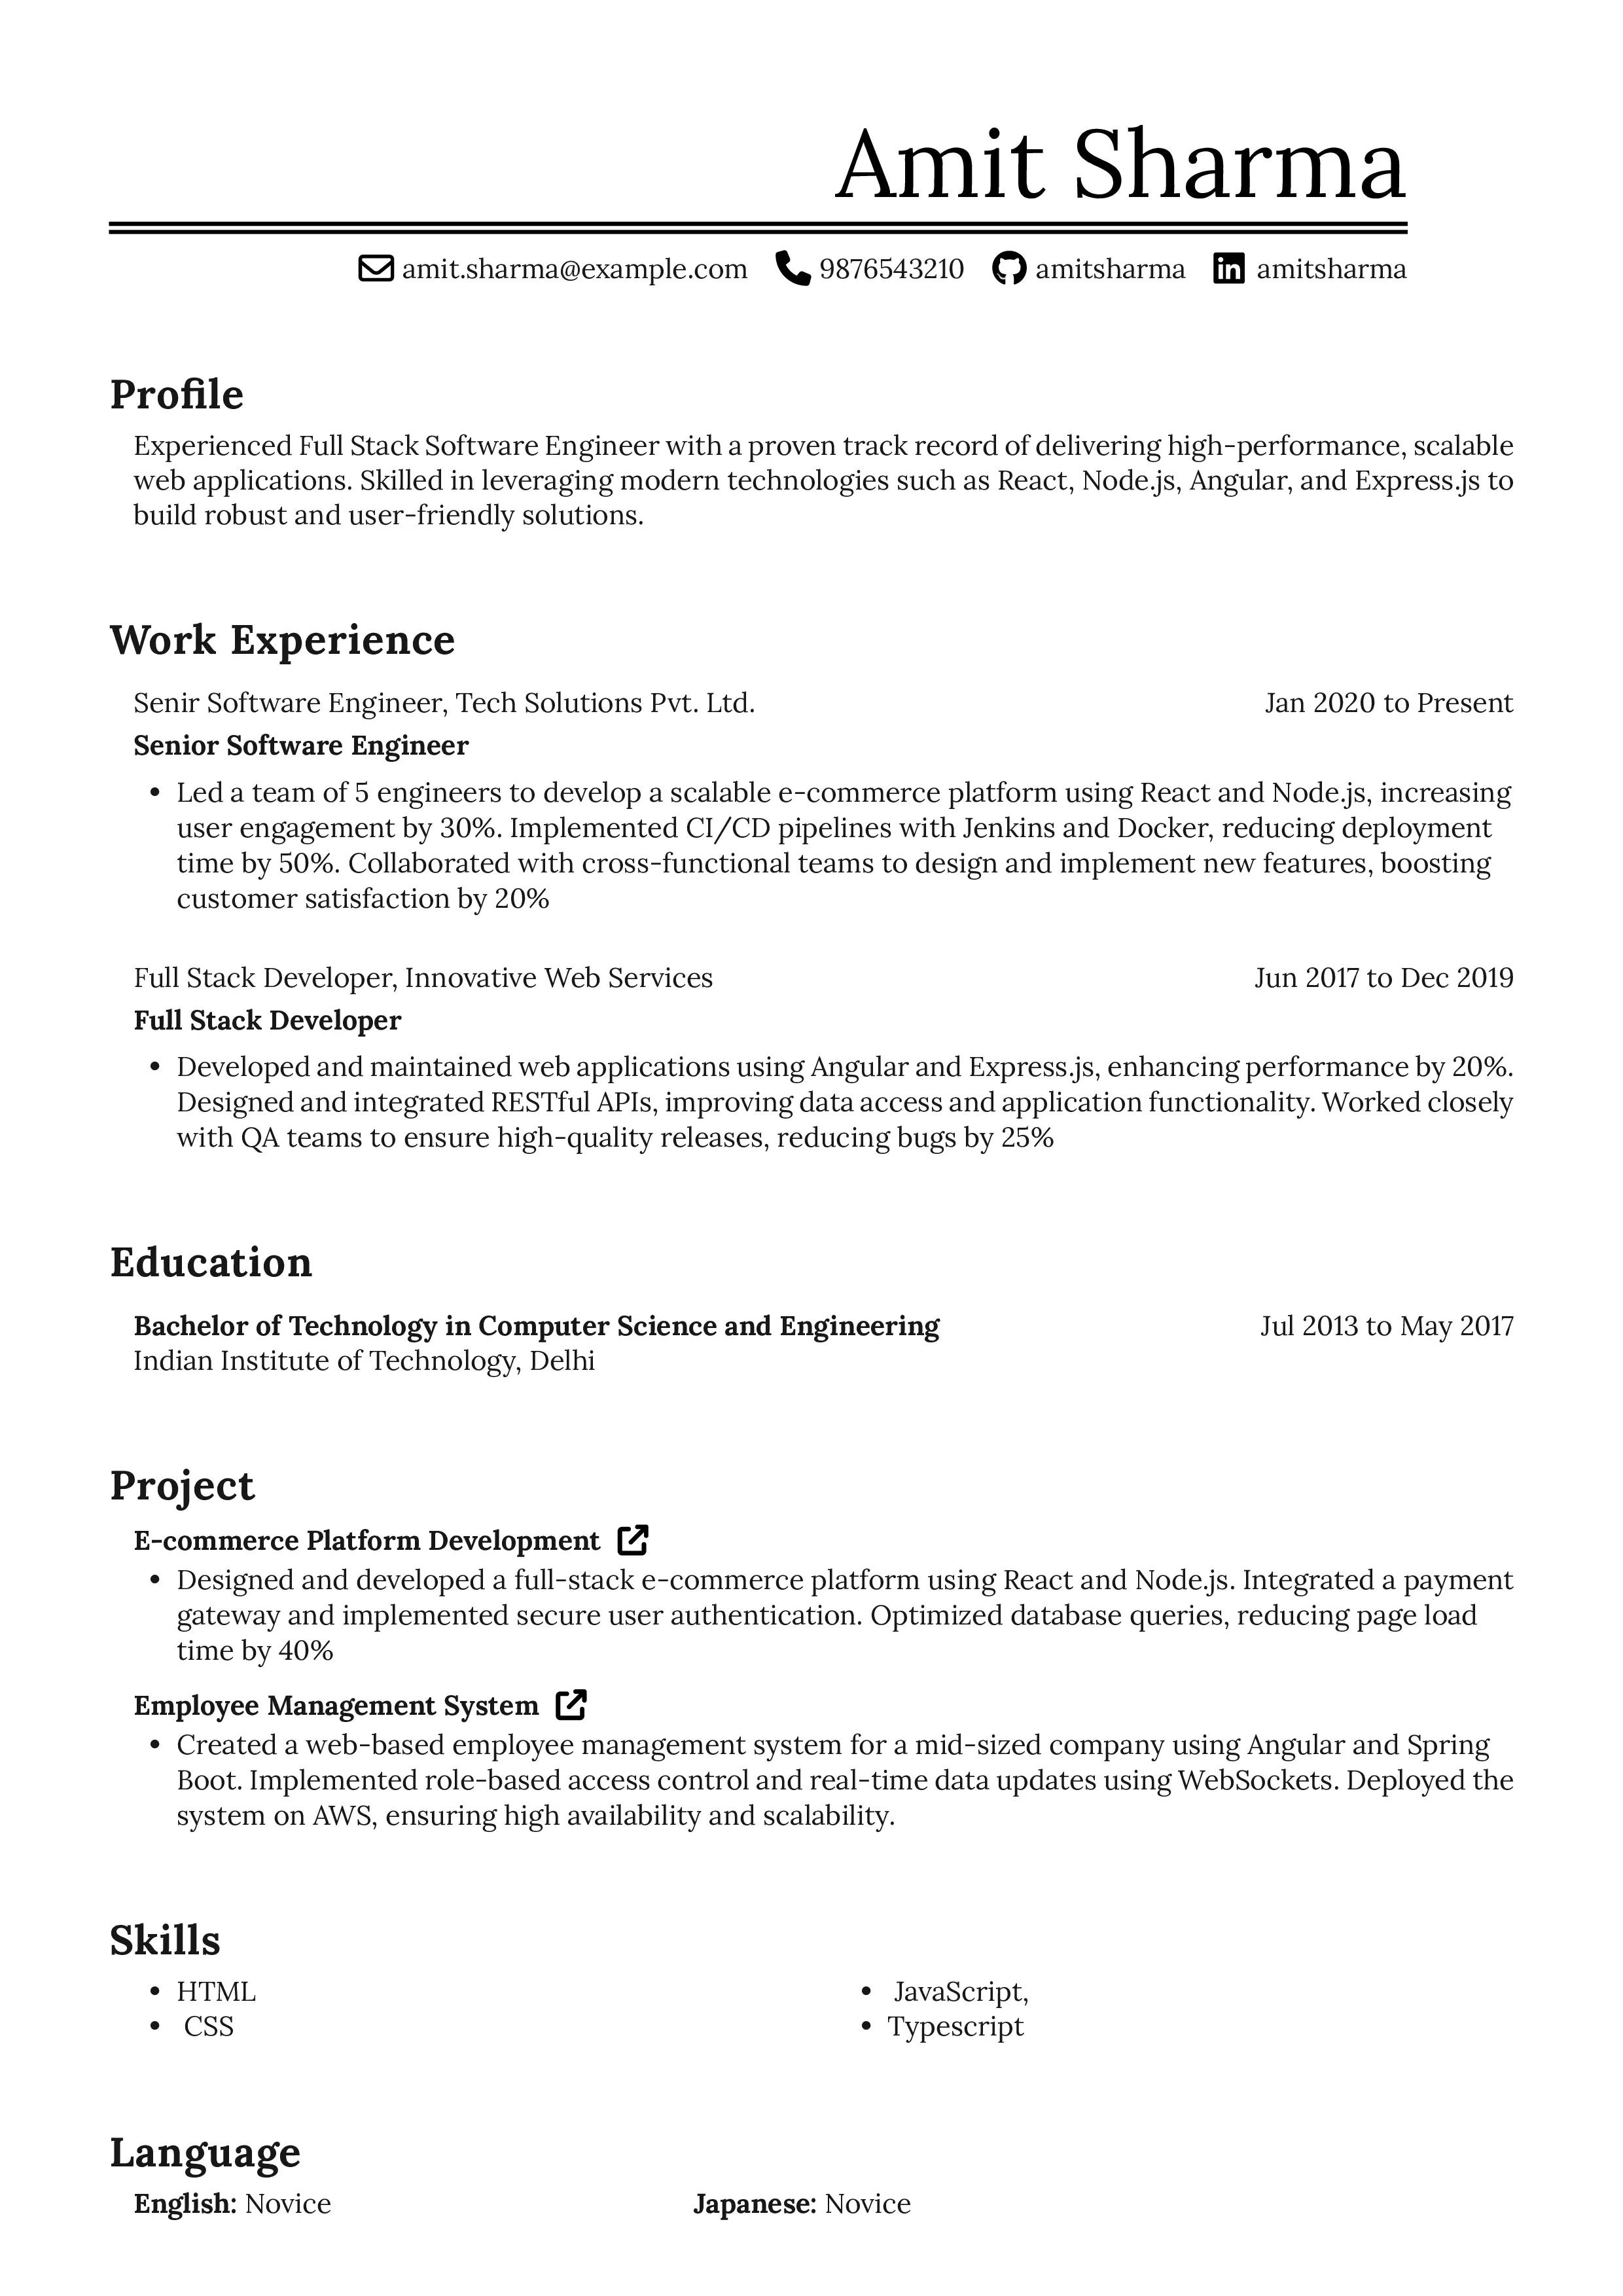 Amit Sharma
amit.sharma@example.com 9876543210 amitsharma amitsharma
Profile
Experienced Full Stack Software Engineer with a proven track record of delivering high-performance, scalable
web applications. Skilled in leveraging modern technologies such as React, Node.js, Angular, and Express.js to
build robust and user-friendly solutions.
Work Experience
Senir Software Engineer, Tech Solutions Pvt. Ltd. Jan 2020 to Present
Senior Software Engineer
• Led a team of 5 engineers to develop a scalable e-commerce platform using React and Node.js, increasing
user engagement by 30%. Implemented CI/CD pipelines with Jenkins and Docker, reducing deployment
time by 50%. Collaborated with cross-functional teams to design and implement new features, boosting
customer satisfaction by 20%
Full Stack Developer, Innovative Web Services Jun 2017 to Dec 2019
Full Stack Developer
• Developed and maintained web applications using Angular and Express.js, enhancing performance by 20%.
Designed and integrated RESTful APIs, improving data access and application functionality. Worked closely
with QA teams to ensure high-quality releases, reducing bugs by 25%
Education
Bachelor of Technology in Computer Science and Engineering Jul 2013 to May 2017
Indian Institute of Technology, Delhi
Project
E-commerce Platform Development
• Designed and developed a full-stack e-commerce platform using React and Node.js. Integrated a payment
gateway and implemented secure user authentication. Optimized database queries, reducing page load
time by 40%
Employee Management System
• Created a web-based employee management system for a mid-sized company using Angular and Spring
Boot. Implemented role-based access control and real-time data updates using WebSockets. Deployed the
system on AWS, ensuring high availability and scalability.
Skills
• HTML • JavaScript,
• CSS • Typescript
Language
English: Novice Japanese: Novice